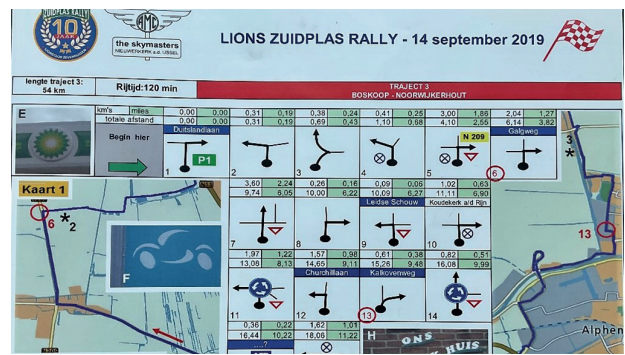 ZUIDPLAS RALLY
10
JAAR
AMC
the skymasters
NIEUWERKERK a.d. IJSSEL
LIONS ZUIDPLAS RALLY - 14 september 2019
lengte traject 3:
54 km
Rijtijd:120 min
TRAJECT 3
BOSKOOP - NOORWIJKERHOUT
E
km's miles 0,00 0,00 0,31 0,19 0,38 0,24 0,41 0,25 3,00 1,86 2,04 1,27
totale afstand 0,00 0,00 0,31 0,19 0,69 0,43 1,10 0,68 4,10 2,55 6,14 3,82
Begin hier
Duitslandlaan
N 209
Galgweg
P1
1 2 3 4 5 6
3
*
Kaart 1
6
* 2
F
3,60 2,24 0,26 0,16 0,09 0,06 1,02 0,63
9,74 6,05 10,00 6,22 10,09 6,27 11,11 6,90
Leidse Schouw Koudekerk a/d Rijn
7 8 9 10
13
1,97 1,22 1,57 0,98 0,61 0,38 0,82 0,51
13,08 8,13 14,65 9,11 15,26 9,48 16,08 9,99
Churchilllaan Kalkovenweg
11 12 13 14
Alphen
0,36 0,22 1,62 1,01
16,44 10,22 18,06 11,22
....?
H
ONS
HUIS